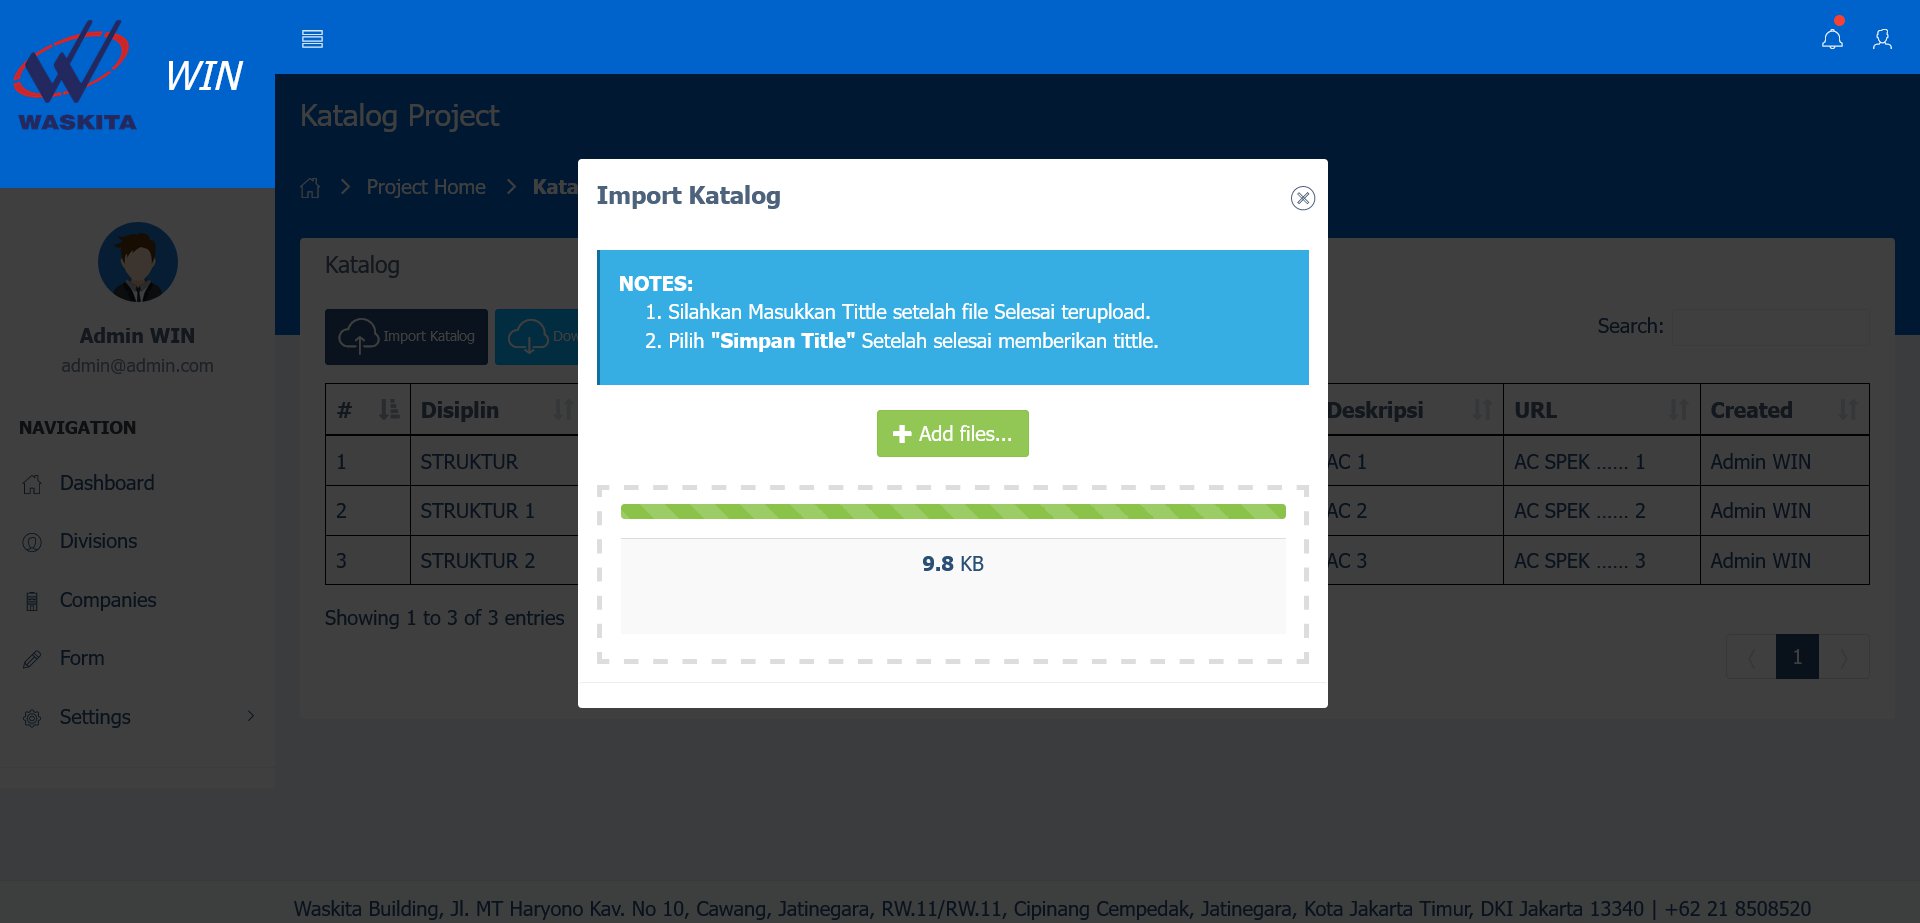 WASKITA
WIN
Katalog Project
Project Home
Kata
Admin WIN
admin@admin.com
NAVIGATION
Dashboard
Divisions
Companies
Form
Settings
Katalog
Import Katalog
Dow
Search:
# Disiplin Deskripsi URL Created
1 STRUKTUR AC 1 AC SPEK ...... 1 Admin WIN
2 STRUKTUR 1 AC 2 AC SPEK ...... 2 Admin WIN
3 STRUKTUR 2 AC 3 AC SPEK ...... 3 Admin WIN
Showing 1 to 3 of 3 entries
1
Import Katalog
NOTES:
1. Silahkan Masukkan Tittle setelah file Selesai terupload.
2. Pilih "Simpan Title" Setelah selesai memberikan tittle.
Add files...
9.8 KB
Waskita Building, Jl. MT Haryono Kav. No 10, Cawang, Jatinegara, RW.11/RW.11, Cipinang Cempedak, Jatinegara, Kota Jakarta Timur, DKI Jakarta 13340 | +62 21 8508520